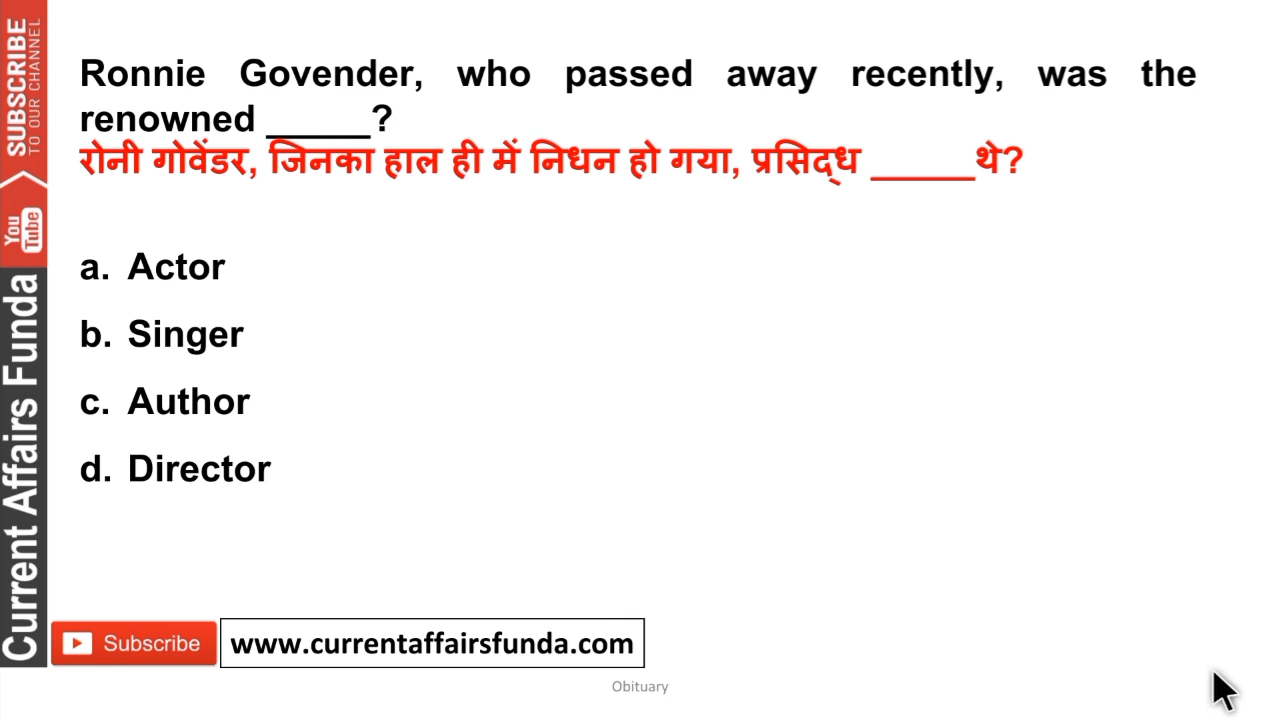 Ronnie Govender, who passed away recently, was the
renowned _____?
रोनी गोवेंडर, जिनका हाल ही में निधन हो गया, प्रसिद्ध _____थे?
a. Actor
b. Singer
c. Author
d. Director
SUBSCRIBE
TO OUR CHANNEL
You
Tube
Current Affairs Funda
Subscribe
www.currentaffairsfunda.com
Obituary